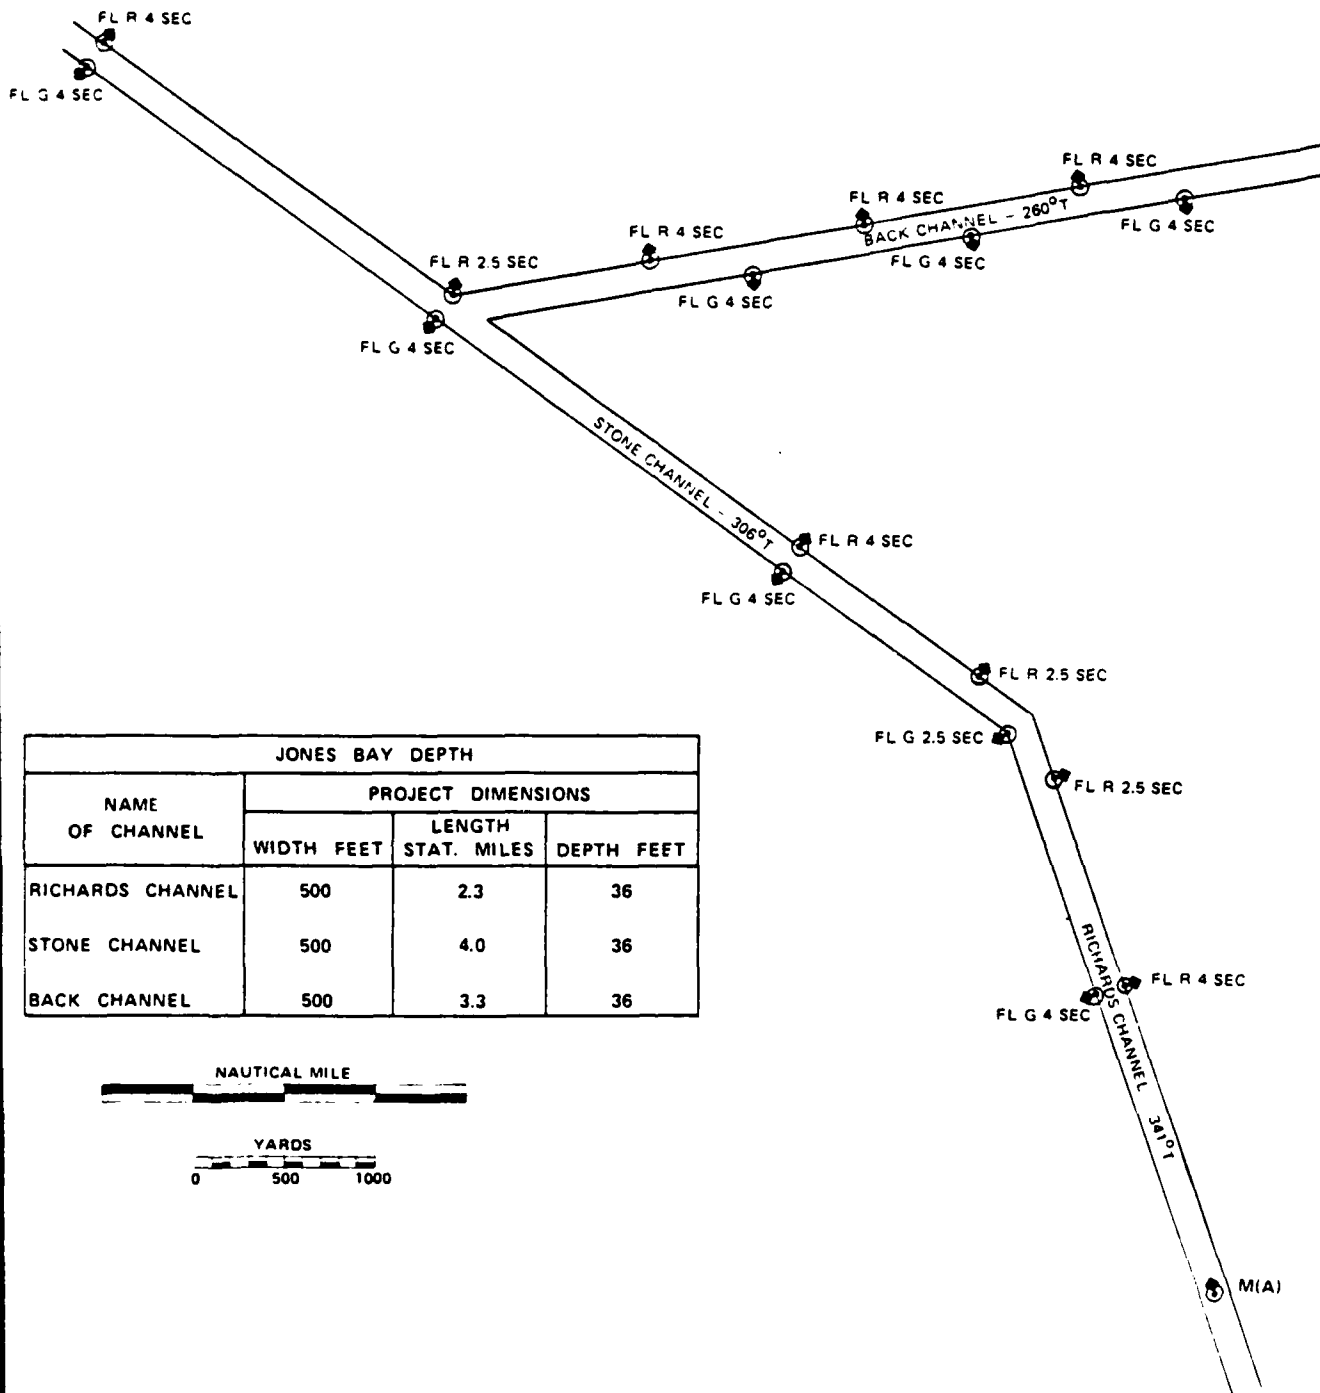 FL R 4 SEC
FL G 4 SEC
FL R 4 SEC
FL R 4 SEC
BACK CHANNEL - 260°T
FL G 4 SEC
FL R 4 SEC
FL G 4 SEC
FL R 2.5 SEC
FL G 4 SEC
FL G 4 SEC
STONE CHANNEL - 306°T
FL R 4 SEC
FL G 4 SEC
FL R 2.5 SEC
FL G 2.5 SEC
FL R 2.5 SEC
JONES BAY DEPTH
NAME OF CHANNEL
PROJECT DIMENSIONS
WIDTH FEET
LENGTH STAT. MILES
DEPTH FEET
RICHARDS CHANNEL 500 2.3 36
STONE CHANNEL 500 4.0 36
BACK CHANNEL 500 3.3 36
FL R 4 SEC
FL G 4 SEC
RICHARDS CHANNEL 341°T
NAUTICAL MILE
YARDS
0 500 1000
M(A)